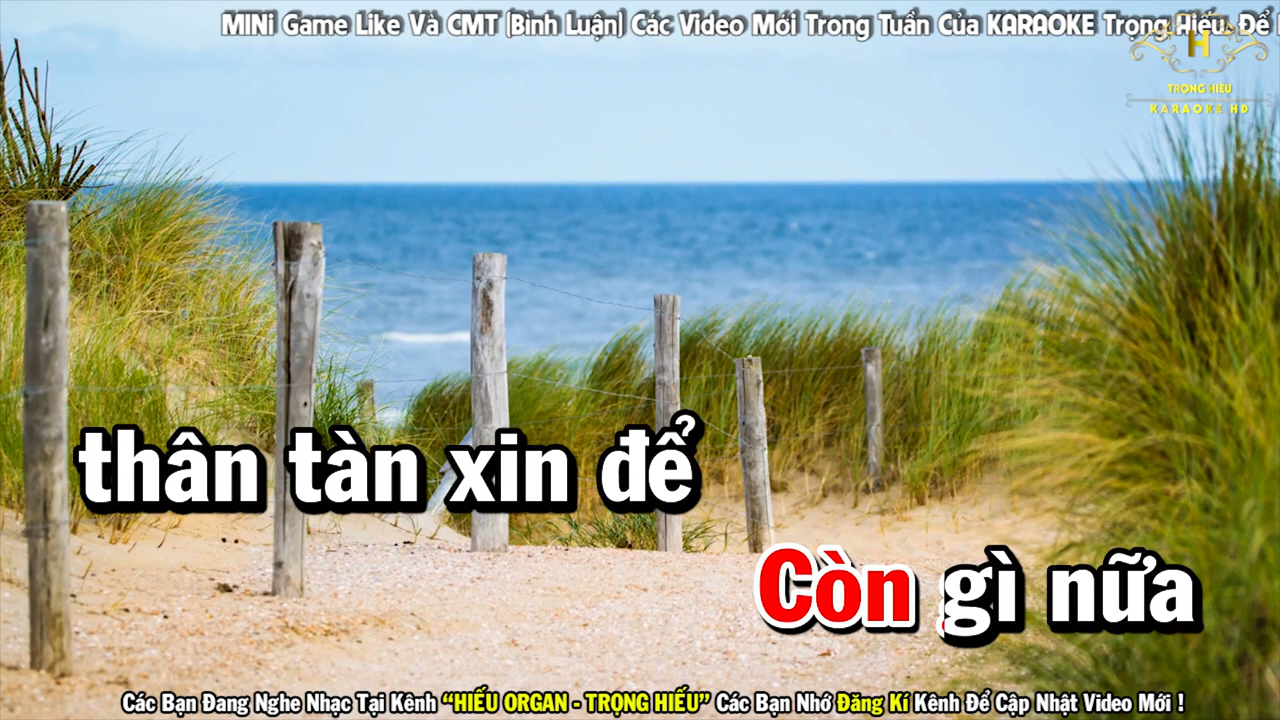 MINi Game Like Và CMT (Bình Luận) Các Video Mới Trong Tuần Của KARAOKE Trọng Hiếu Để
H
TRỌNG HIẾU
KARAOKE HD
thân tàn xin để
Còn gì nữa
Các Bạn Đang Nghe Nhạc Tại Kênh “HIẾU ORGAN - TRỌNG HIẾU” Các Bạn Nhớ Đăng Kí Kênh Để Cập Nhật Video Mới !